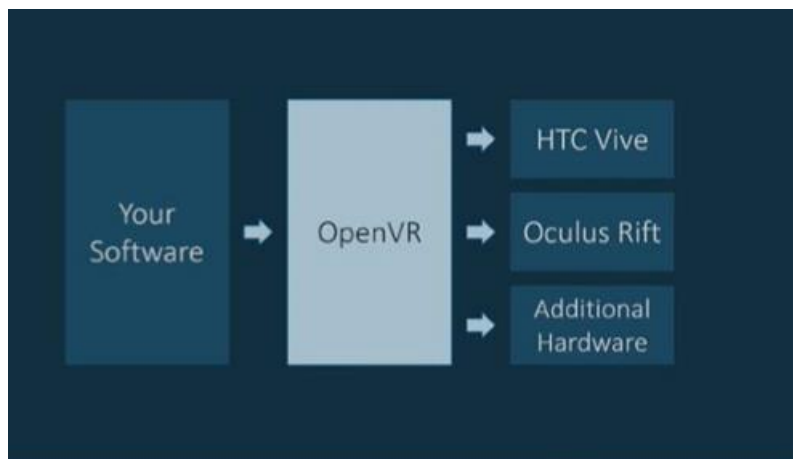 Your
Software
OpenVR
HTC Vive
Oculus Rift
Additional
Hardware